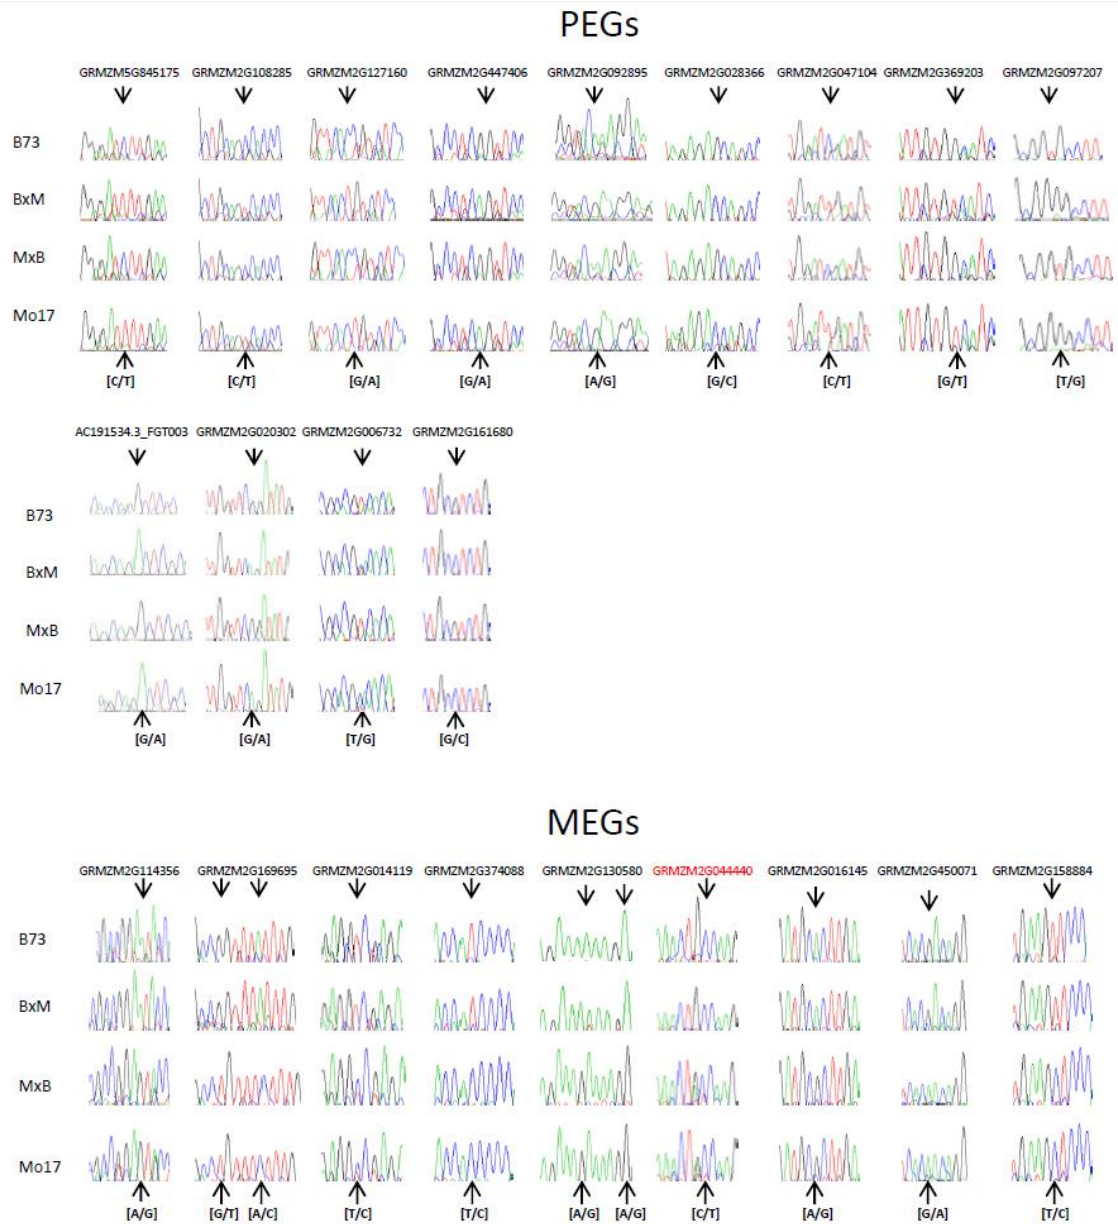 PEGs
GRMZM5G845175 GRMZM2G108285 GRMZM2G127160 GRMZM2G447406 GRMZM2G092895 GRMZM2G028366 GRMZM2G047104 GRMZM2G369203 GRMZM2G097207
B73
BxM
MxB
Mo17
[C/T] [C/T] [G/A] [G/A] [A/G] [G/C] [C/T] [G/T] [T/G]
AC191534.3_FGT003 GRMZM2G020302 GRMZM2G006732 GRMZM2G161680
B73
BxM
MxB
Mo17
[G/A] [G/A] [T/G] [G/C]
MEGs
GRMZM2G114356 GRMZM2G169695 GRMZM2G014119 GRMZM2G374088 GRMZM2G130580 GRMZM2G044440 GRMZM2G016145 GRMZM2G450071 GRMZM2G158884
B73
BxM
MxB
Mo17
[A/G] [G/T] [A/C] [T/C] [T/C] [A/G] [A/G] [C/T] [A/G] [G/A] [T/C]